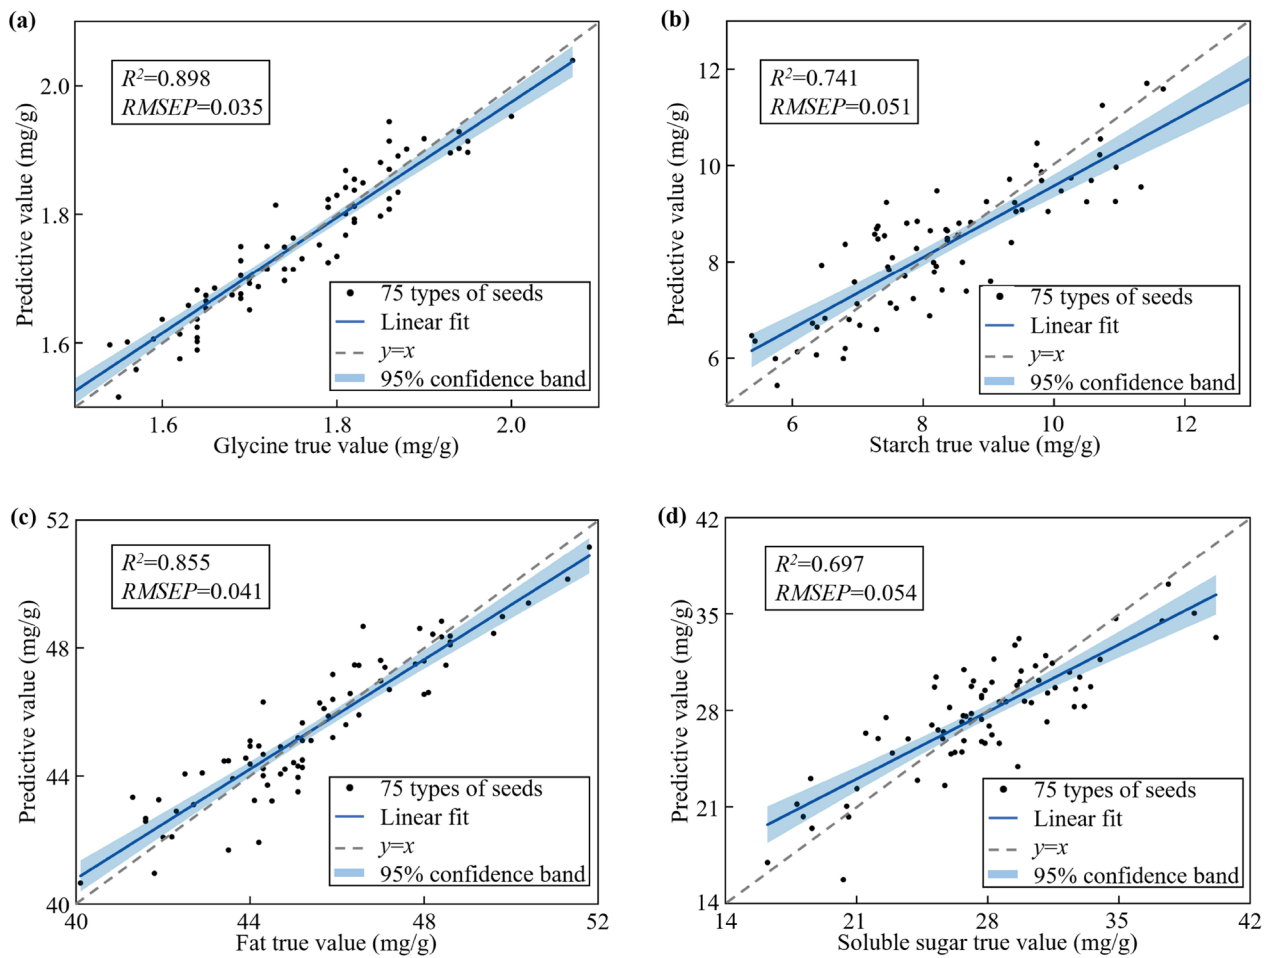 (a)
R²=0.898
RMSEP=0.035
Predictive value (mg/g)
2.0
1.8
1.6
75 types of seeds
Linear fit
y=x
95% confidence band
1.6
1.8
2.0
Glycine true value (mg/g)
(b)
R²=0.741
RMSEP=0.051
Predictive value (mg/g)
12
10
8
6
75 types of seeds
Linear fit
y=x
95% confidence band
6
8
10
12
Starch true value (mg/g)
(c)
R²=0.855
RMSEP=0.041
Predictive value (mg/g)
52
48
44
40
75 types of seeds
Linear fit
y=x
95% confidence band
40
44
48
52
Fat true value (mg/g)
(d)
R²=0.697
RMSEP=0.054
Predictive value (mg/g)
42
35
28
21
14
75 types of seeds
Linear fit
y=x
95% confidence band
14
21
28
35
42
Soluble sugar true value (mg/g)